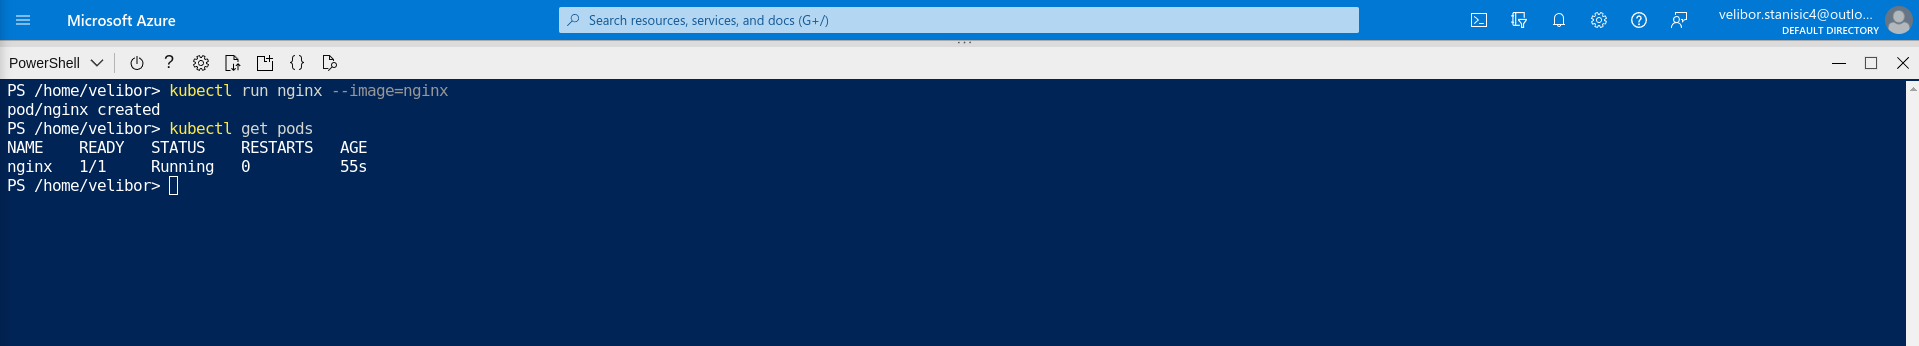 Microsoft Azure
Search resources, services, and docs (G+/)
velibor.stanisic4@outlo...
DEFAULT DIRECTORY
PowerShell
PS /home/velibor> kubectl run nginx --image=nginx
pod/nginx created
PS /home/velibor> kubectl get pods
NAME    READY   STATUS    RESTARTS   AGE
nginx   1/1     Running   0          55s
PS /home/velibor>